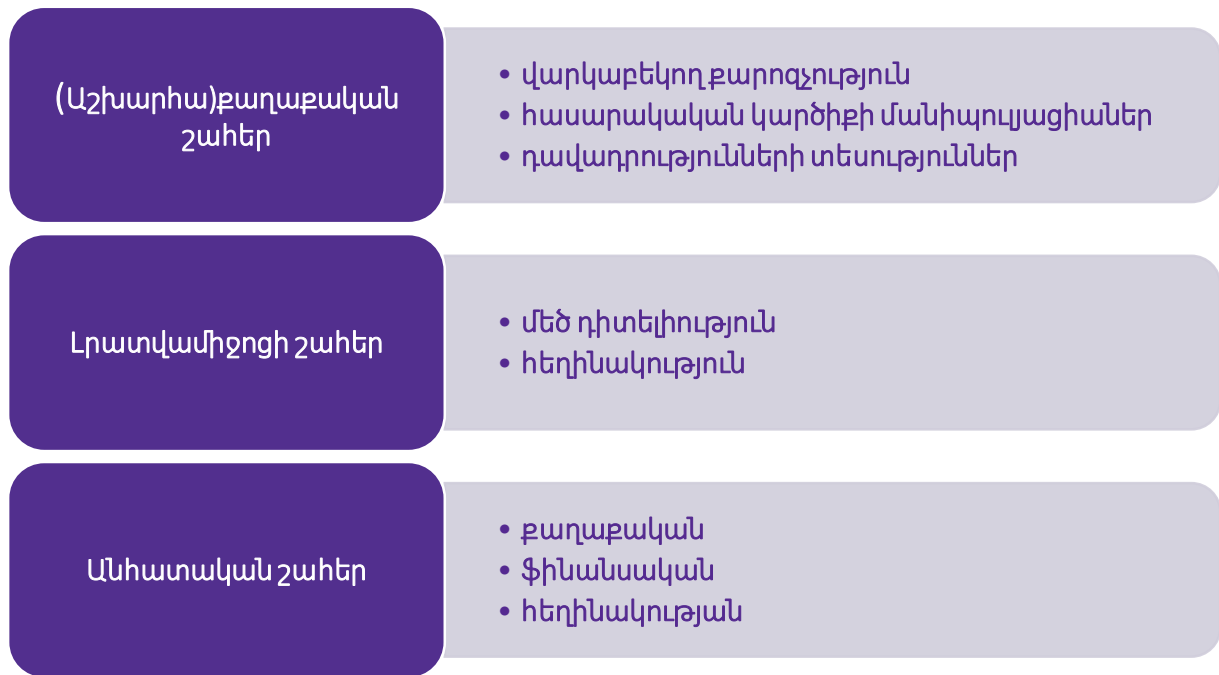 (Աշխարհա)քաղաքական
շահեր
• վարկաբեկող քարոզչություն
• հասարակական կարծիքի մանիպուլյացիաներ
• դավադրությունների տեսություններ
Լրատվամիջոցի շահեր
• մեծ դիտելիություն
• հեղինակություն
Անհատական շահեր
• քաղաքական
• ֆինանսական
• հեղինակության